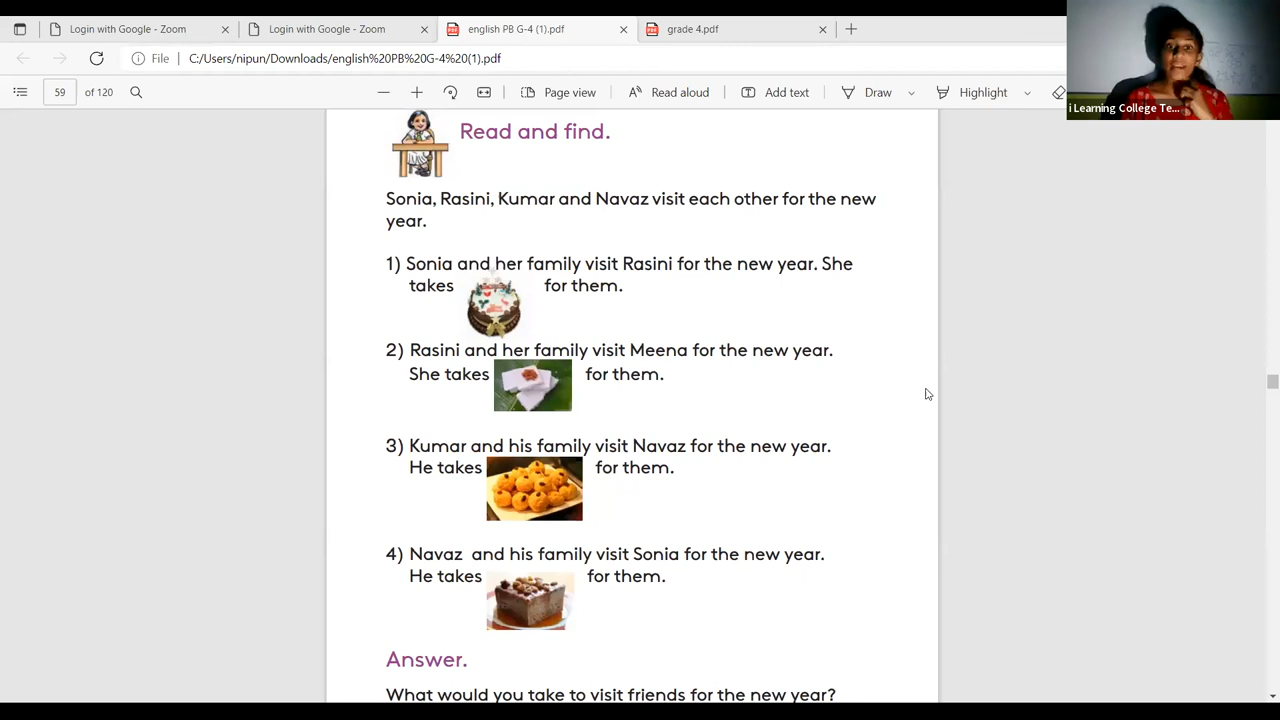 Login with Google - Zoom
Login with Google - Zoom
english PB G-4 (1).pdf
grade 4.pdf
File C:/Users/nipun/Downloads/english%20PB%20G-4%20(1).pdf
59 of 120 Page view Read aloud Add text Draw Highlight
i Learning College Te...
Read and find.
Sonia, Rasini, Kumar and Navaz visit each other for the new
year.
1) Sonia and her family visit Rasini for the new year. She
takes for them.
2) Rasini and her family visit Meena for the new year.
She takes for them.
3) Kumar and his family visit Navaz for the new year.
He takes for them.
4) Navaz and his family visit Sonia for the new year.
He takes for them.
Answer.
What would you take to visit friends for the new year?